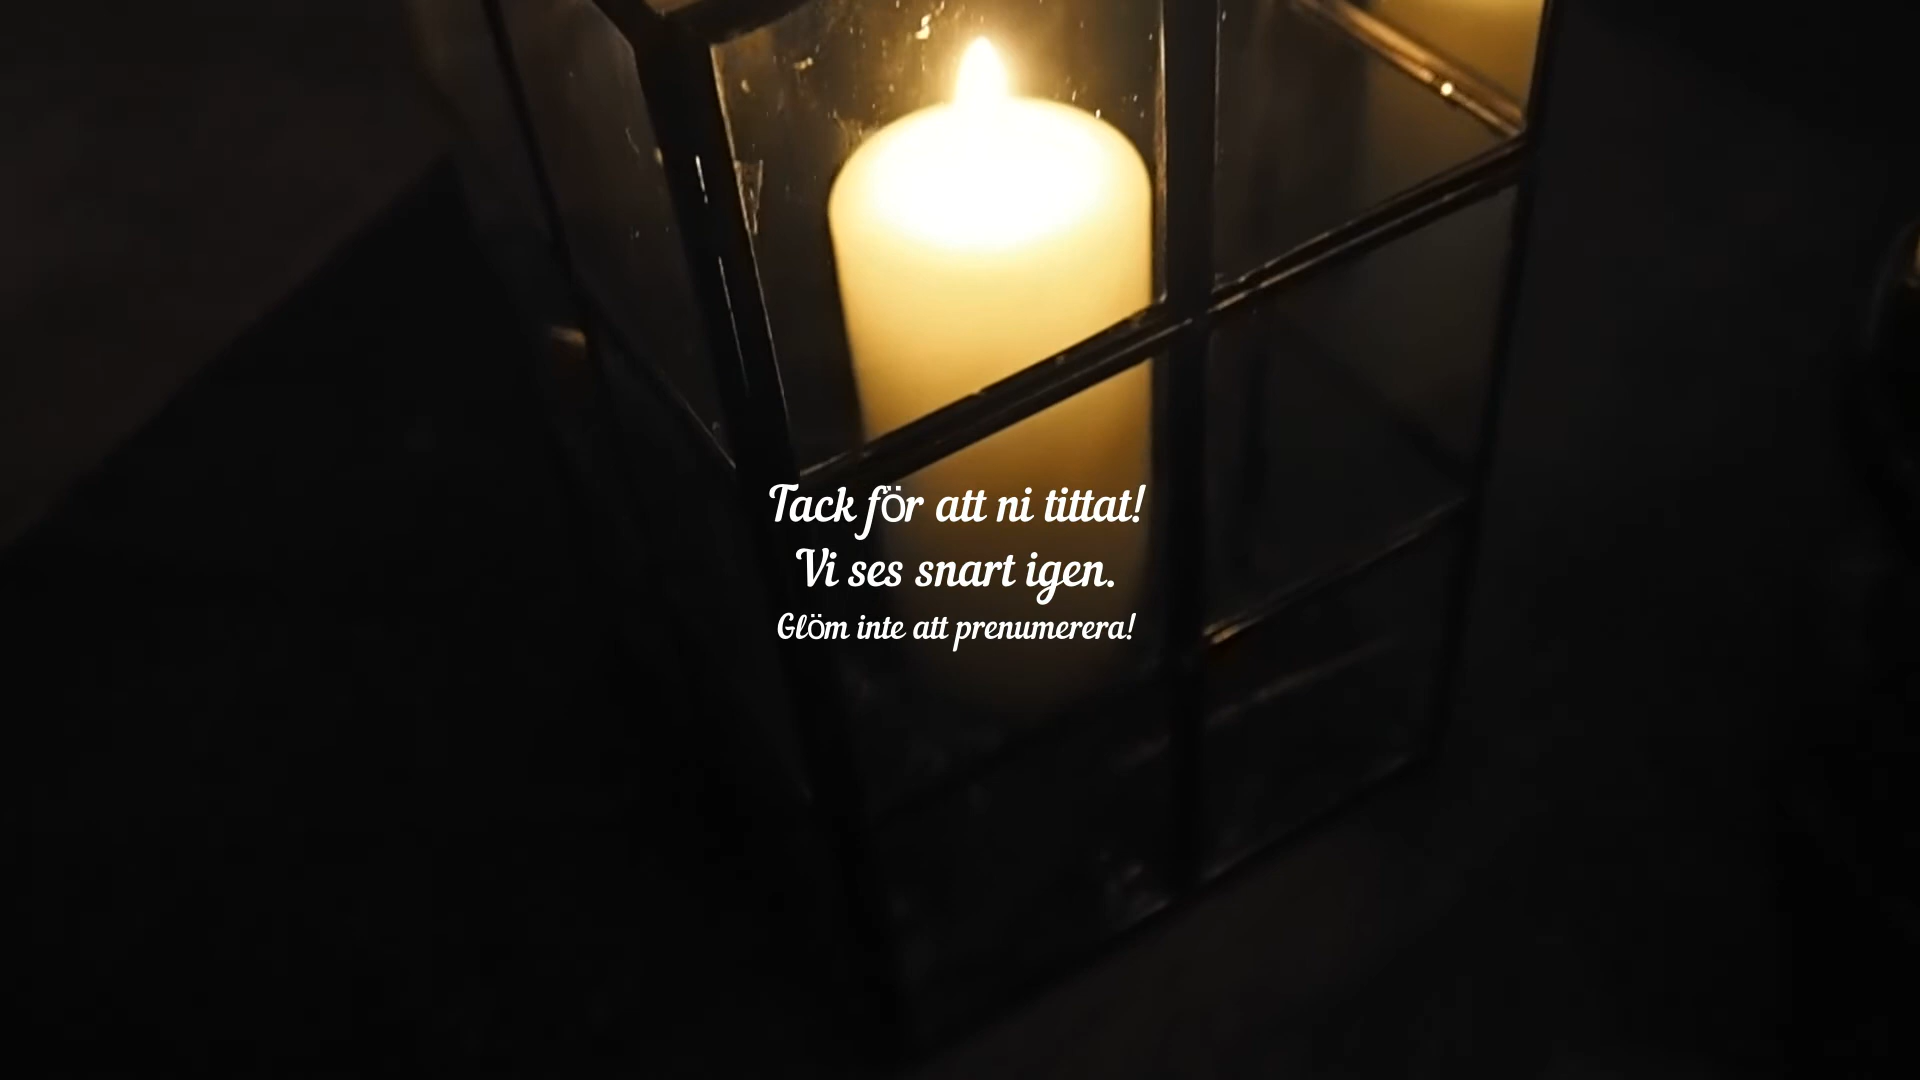 Tack för att ni tittat!
Vi ses snart igen.
Glöm inte att prenumerera!